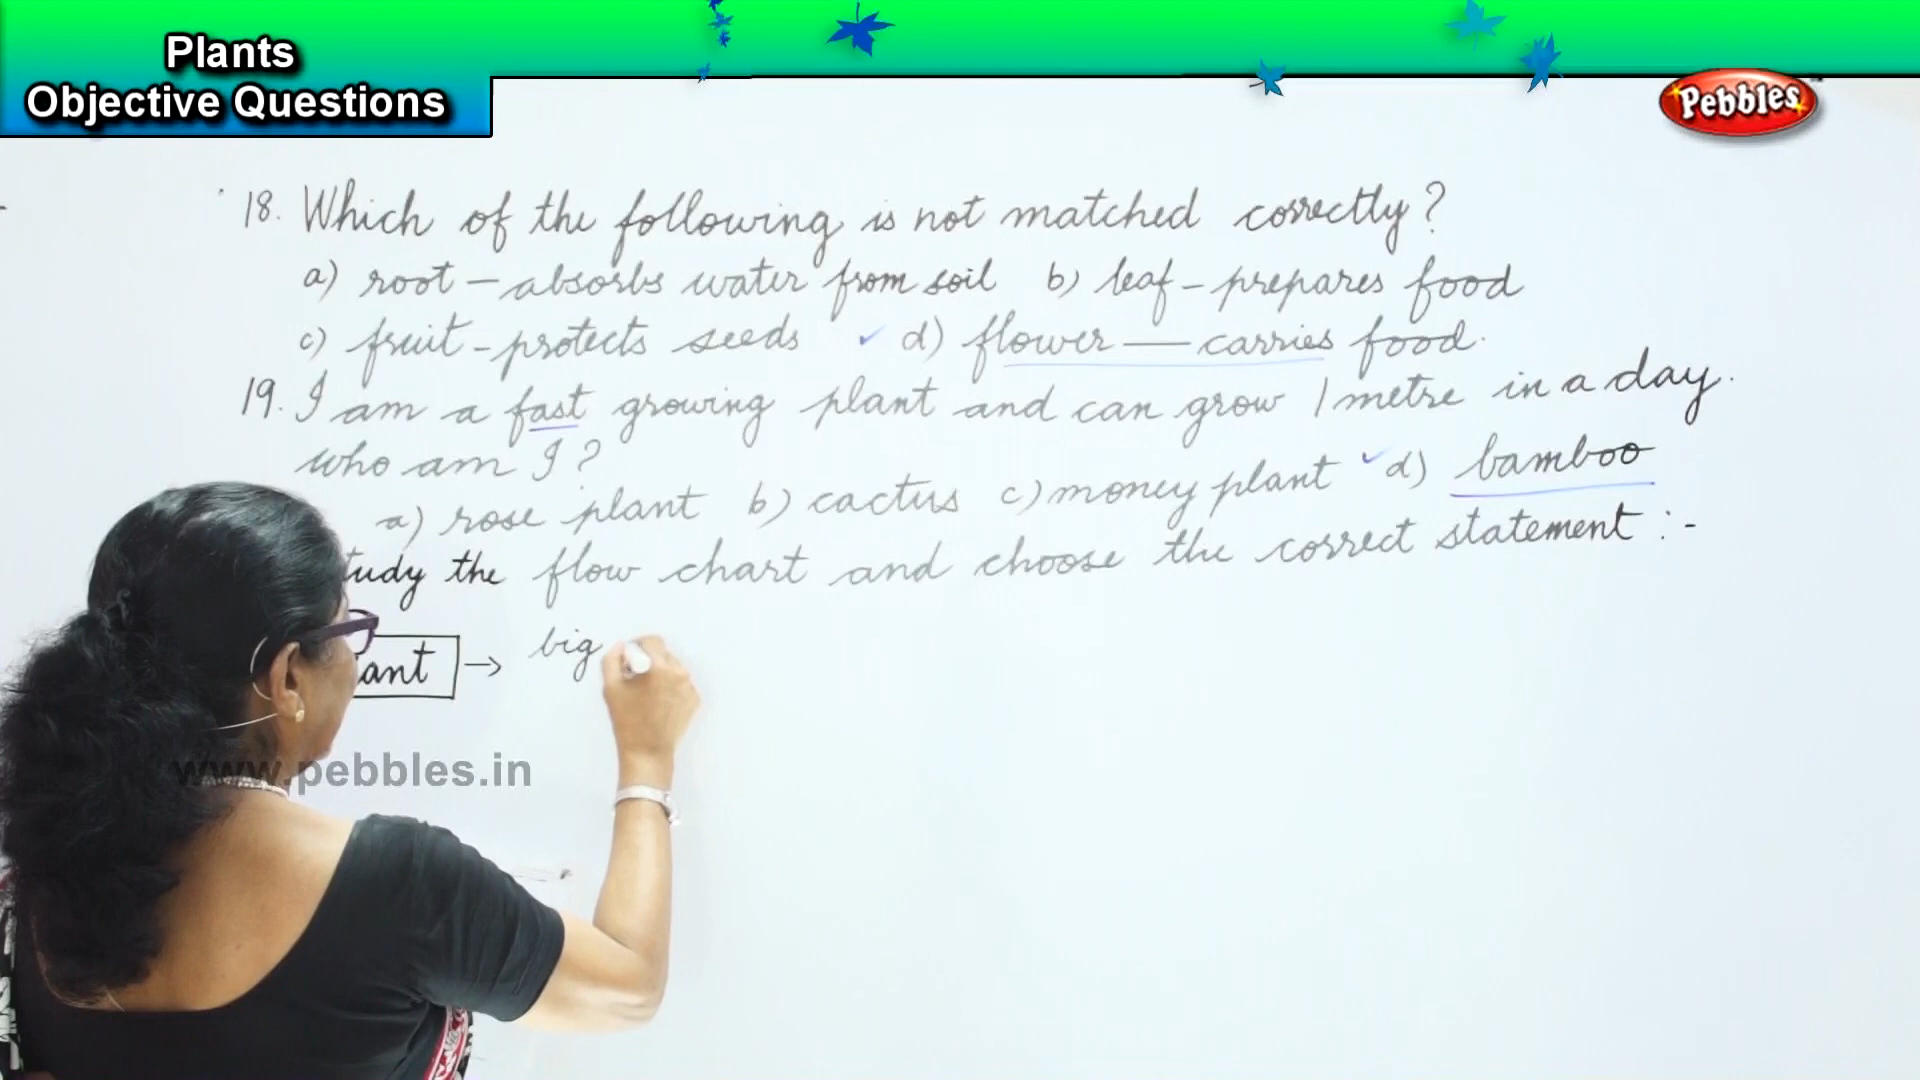 Plants
Objective Questions
Pebbles
18. Which of the following is not matched correctly?
a) root – absorbs water from soil b) leaf – prepares food
c) fruit – protects seeds ✓ d) flower — carries food.
19. I am a fast growing plant and can grow 1 metre in a day.
who am I?
a) rose plant b) cactus c) money plant ✓ d) bamboo
the flow chart and choose the correct statement :-
→ big
www.pebbles.in